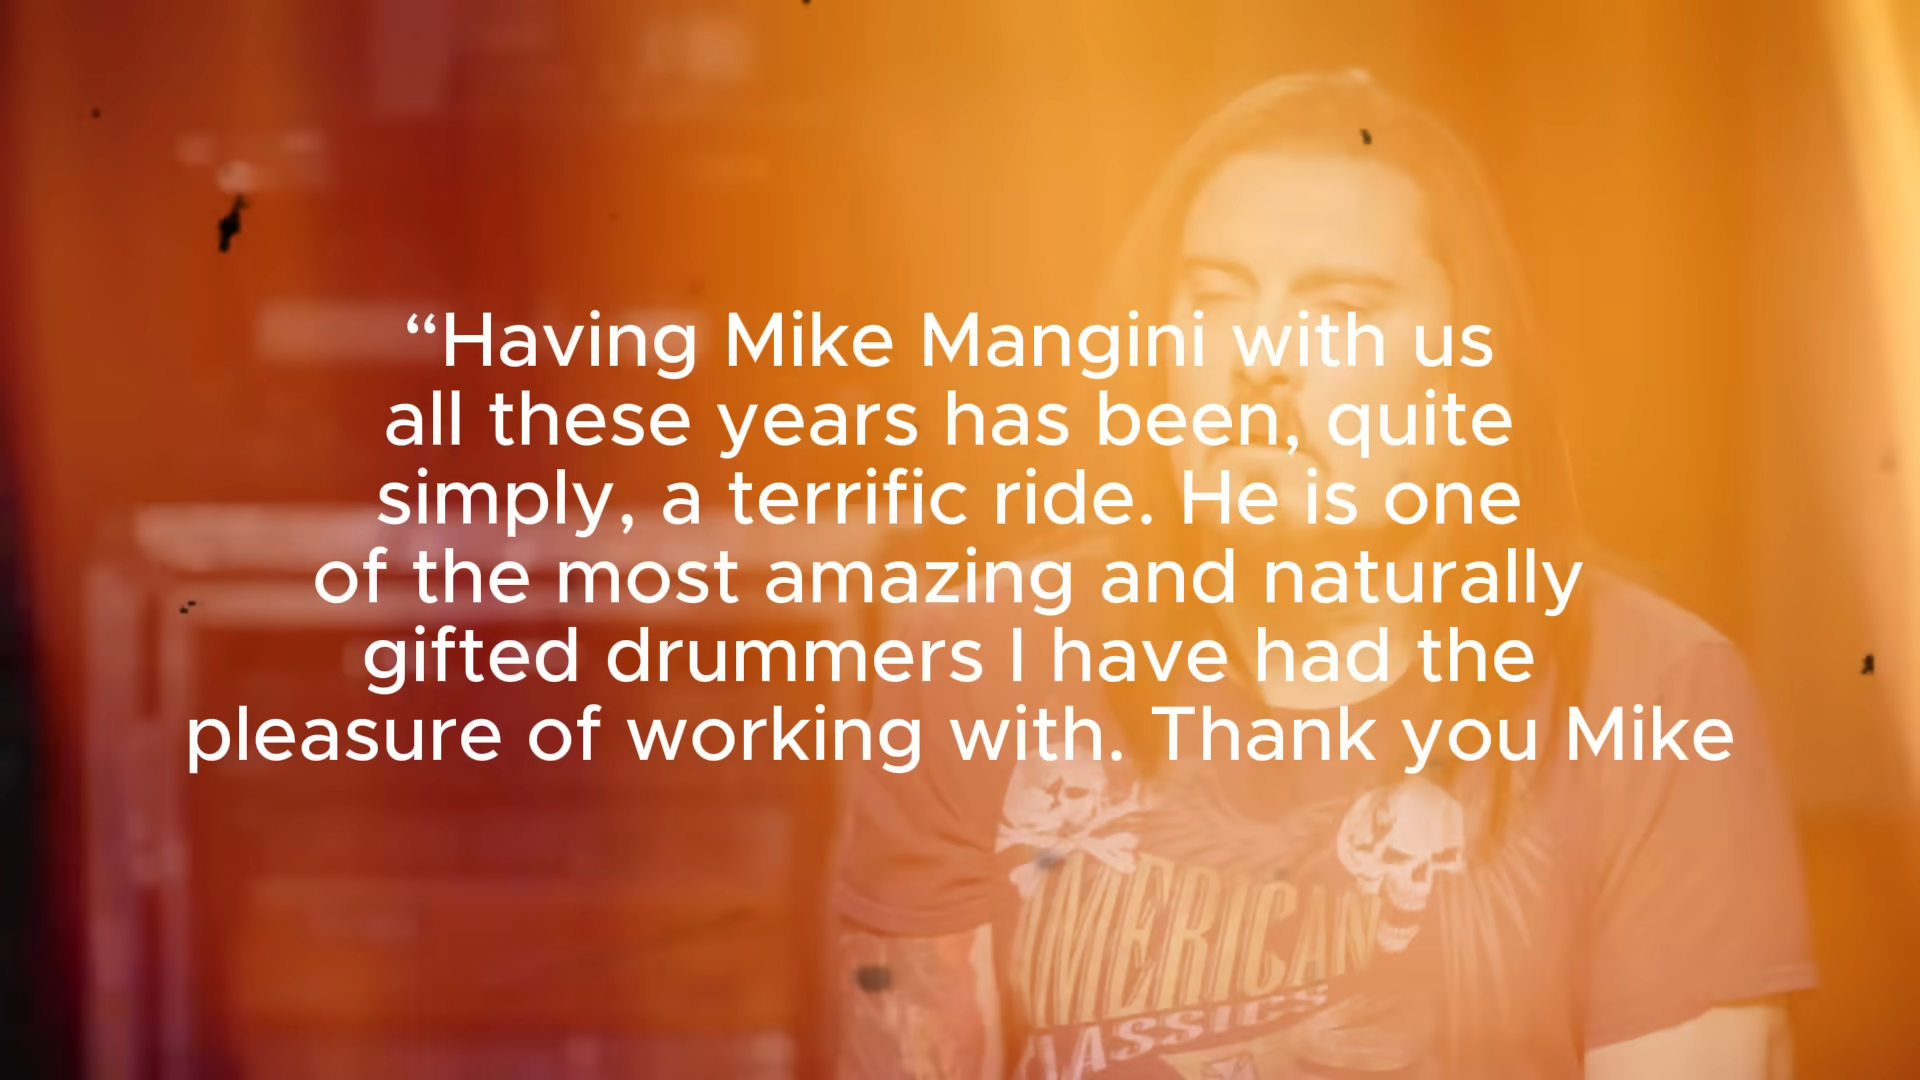 “Having Mike Mangini with us
all these years has been, quite
simply, a terrific ride. He is one
of the most amazing and naturally
gifted drummers I have had the
pleasure of working with. Thank you Mike
AMERICAN
CLASSICS